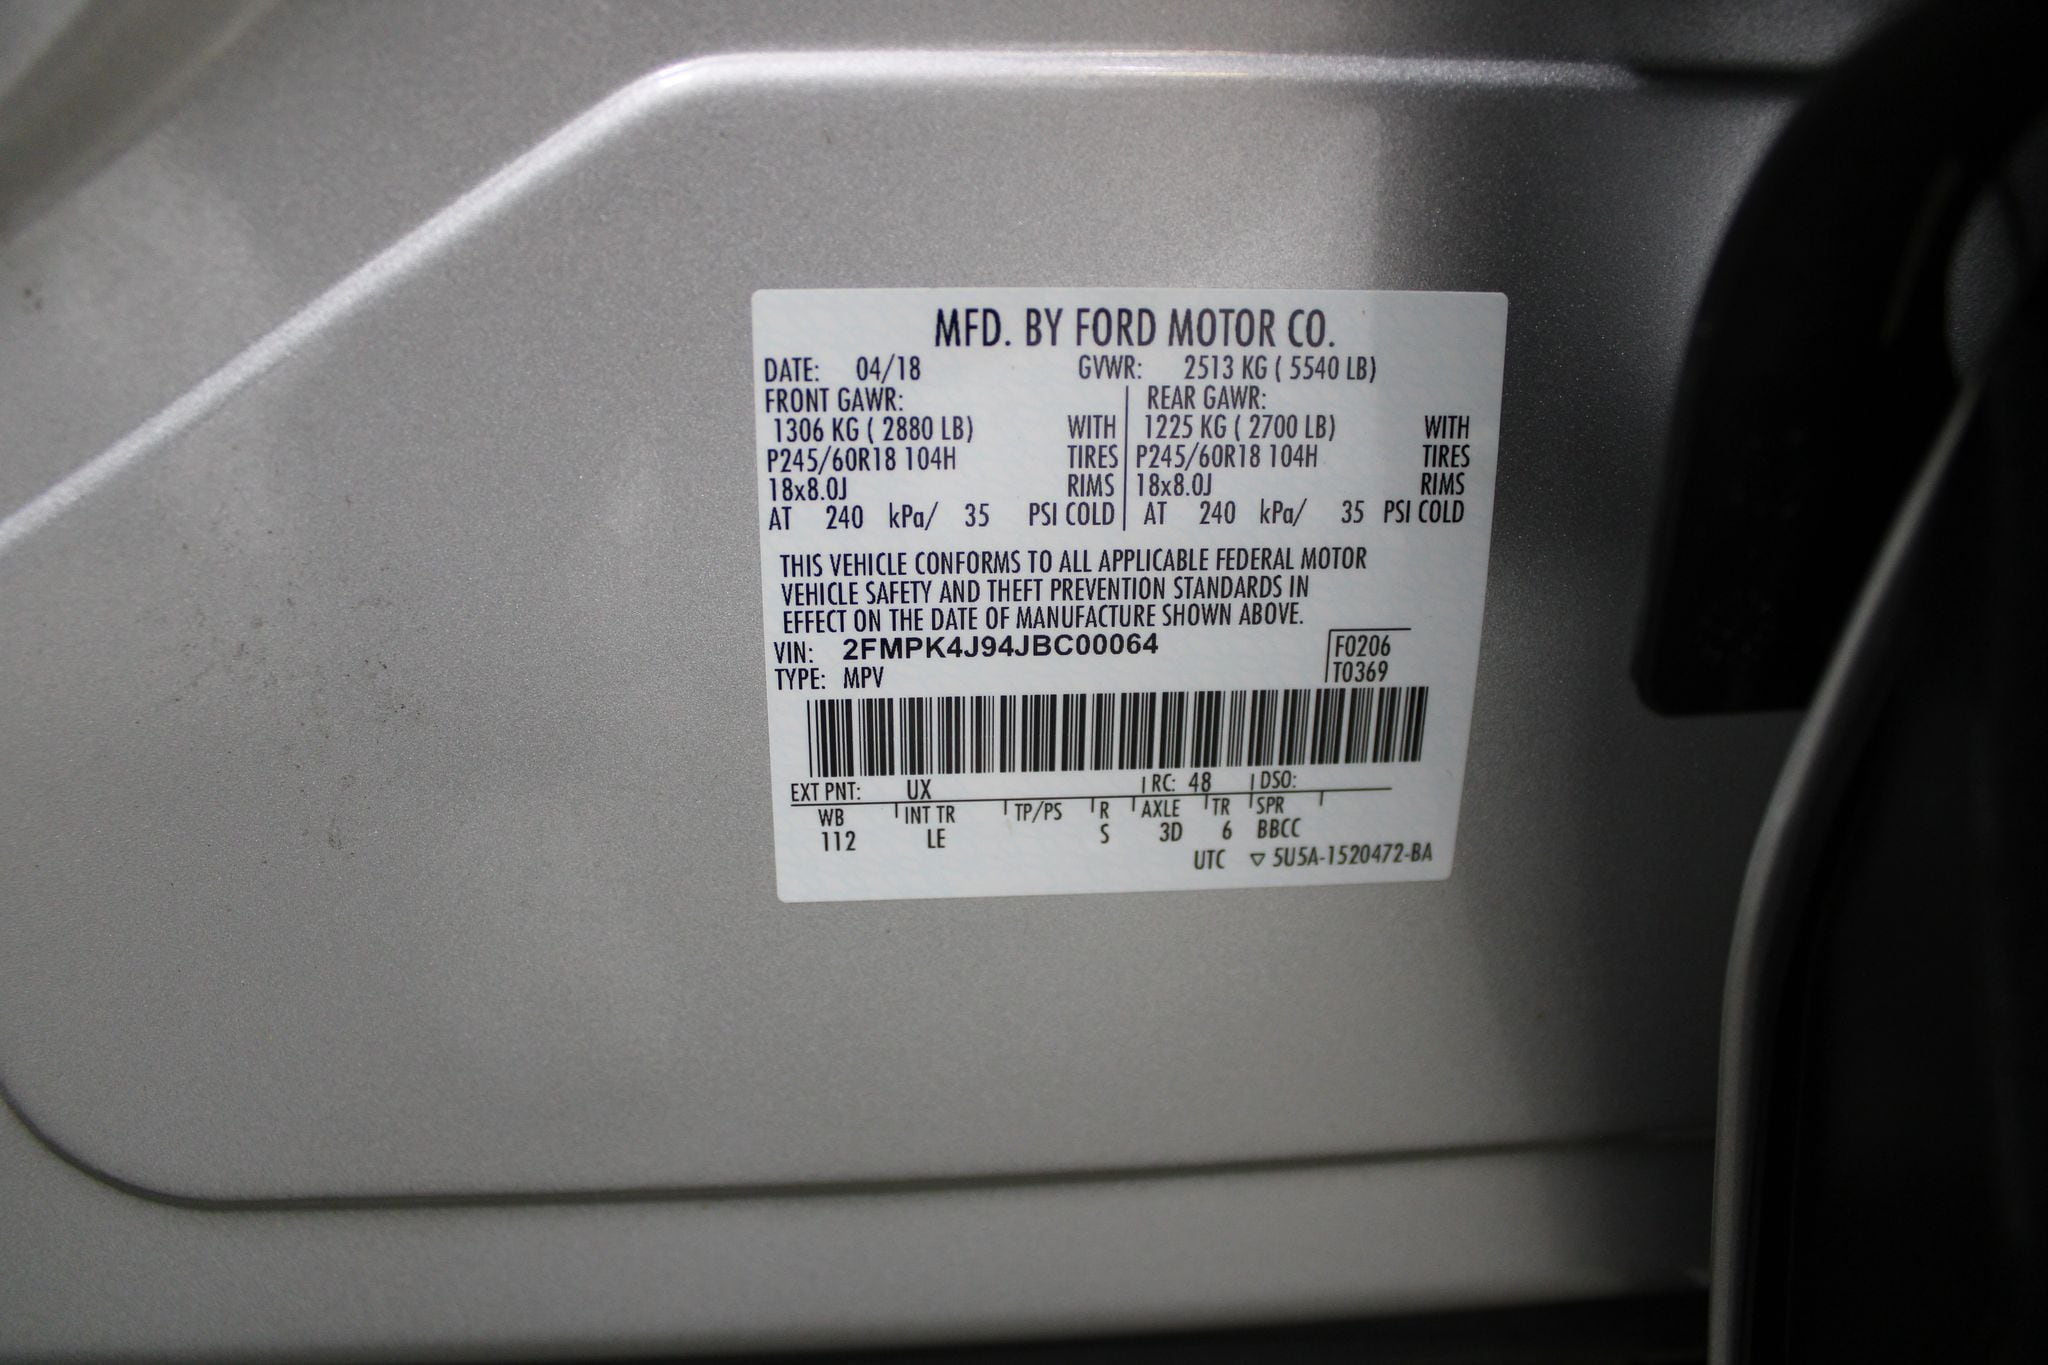 MFD. BY FORD MOTOR CO.
DATE: 04/18 GVWR: 2513 KG ( 5540 LB)
FRONT GAWR: REAR GAWR:
1306 KG ( 2880 LB) WITH 1225 KG ( 2700 LB) WITH
P245/60R18 104H TIRES P245/60R18 104H TIRES
18x8.0J RIMS 18x8.0J RIMS
AT 240 kPa/ 35 PSI COLD AT 240 kPa/ 35 PSI COLD
THIS VEHICLE CONFORMS TO ALL APPLICABLE FEDERAL MOTOR
VEHICLE SAFETY AND THEFT PREVENTION STANDARDS IN
EFFECT ON THE DATE OF MANUFACTURE SHOWN ABOVE.
VIN: 2FMPK4J94JBC00064 F0206
TYPE: MPV T0369
EXT PNT: UX RC: 48 DSO:
WB INT TR TP/PS R AXLE TR SPR
112 LE S 3D 6 BBCC
UTC ▽ 5U5A-1520472-BA